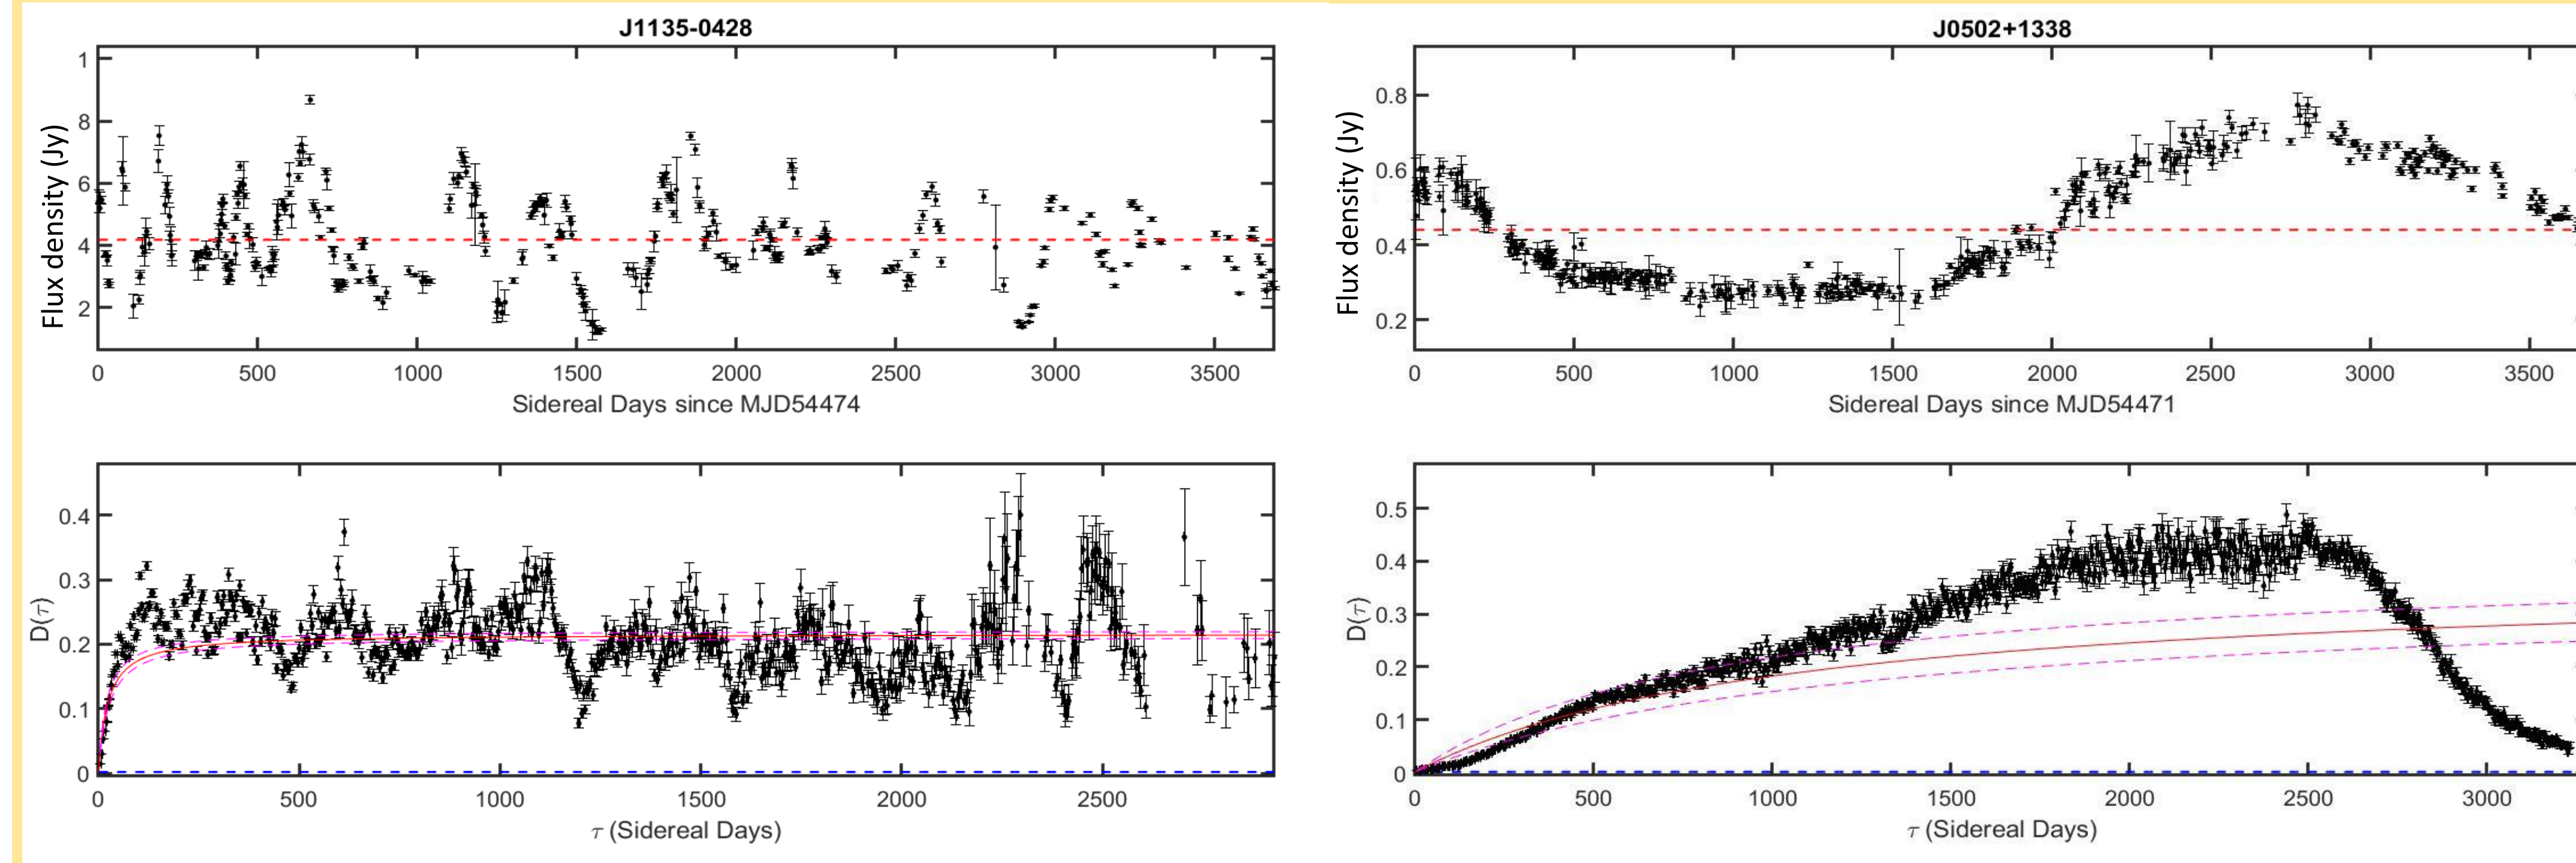 J1135-0428
Flux density (Jy)
1
8
6
4
2
0 500 1000 1500 2000 2500 3000 3500
Sidereal Days since MJD54474
D(τ)
0.4
0.3
0.2
0.1
0
0 500 1000 1500 2000 2500
τ (Sidereal Days)
J0502+1338
Flux density (Jy)
0.8
0.6
0.4
0.2
0 500 1000 1500 2000 2500 3000 3500
Sidereal Days since MJD54471
D(τ)
0.5
0.4
0.3
0.2
0.1
0
0 500 1000 1500 2000 2500 3000
τ (Sidereal Days)